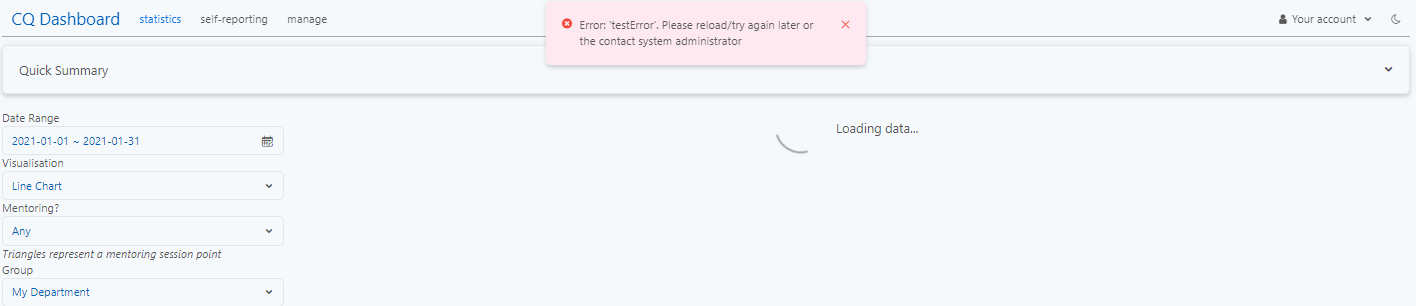 CQ Dashboard statistics self-reporting manage
Error: 'testError'. Please reload/try again later or
the contact system administrator
Your account
Quick Summary
Date Range
2021-01-01 ~ 2021-01-31
Loading data...
Visualisation
Line Chart
Mentoring?
Any
Triangles represent a mentoring session point
Group
My Department